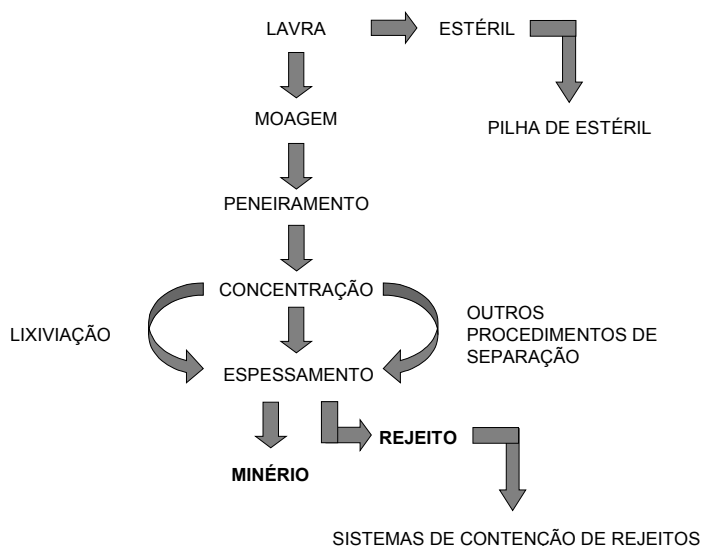 LAVRA
ESTÉRIL
MOAGEM
PILHA DE ESTÉRIL
PENEIRAMENTO
CONCENTRAÇÃO
LIXIVIAÇÃO
OUTROS
PROCEDIMENTOS DE
SEPARAÇÃO
ESPESSAMENTO
REJEITO
MINÉRIO
SISTEMAS DE CONTENÇÃO DE REJEITOS